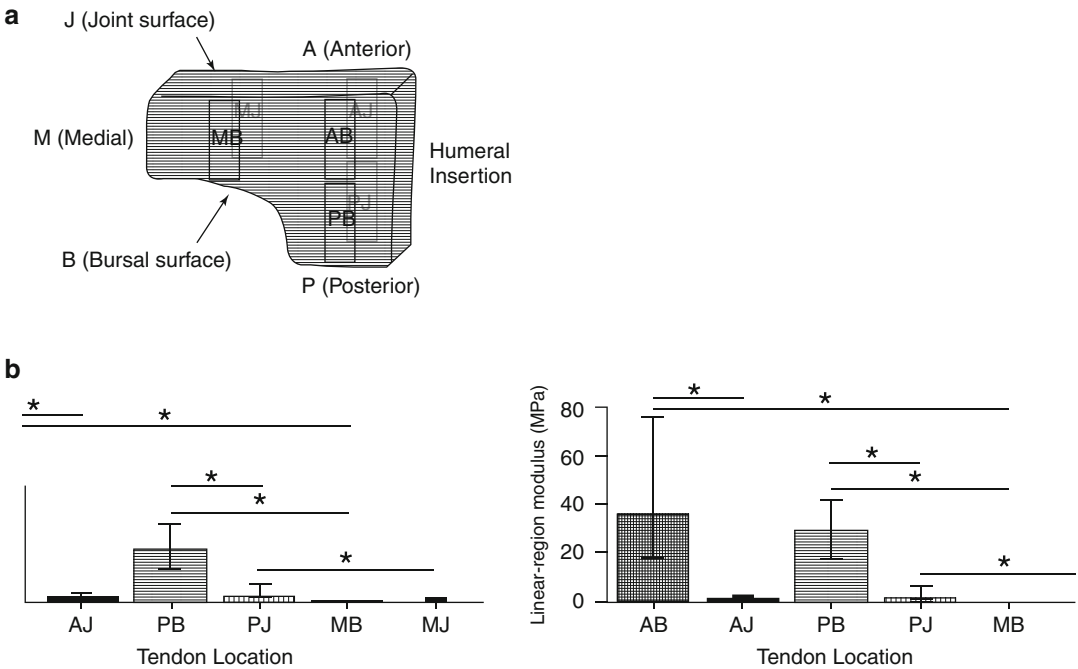 a
J (Joint surface)
A (Anterior)
MJ
AJ
M (Medial)
MB
AB
Humeral
Insertion
PJ
PB
B (Bursal surface)
P (Posterior)
b
*
*
*
*
*
AJ PB PJ MB MJ
Tendon Location
Linear-region modulus (MPa)
80
60
40
20
0
*
*
*
*
*
AB AJ PB PJ MB
Tendon Location